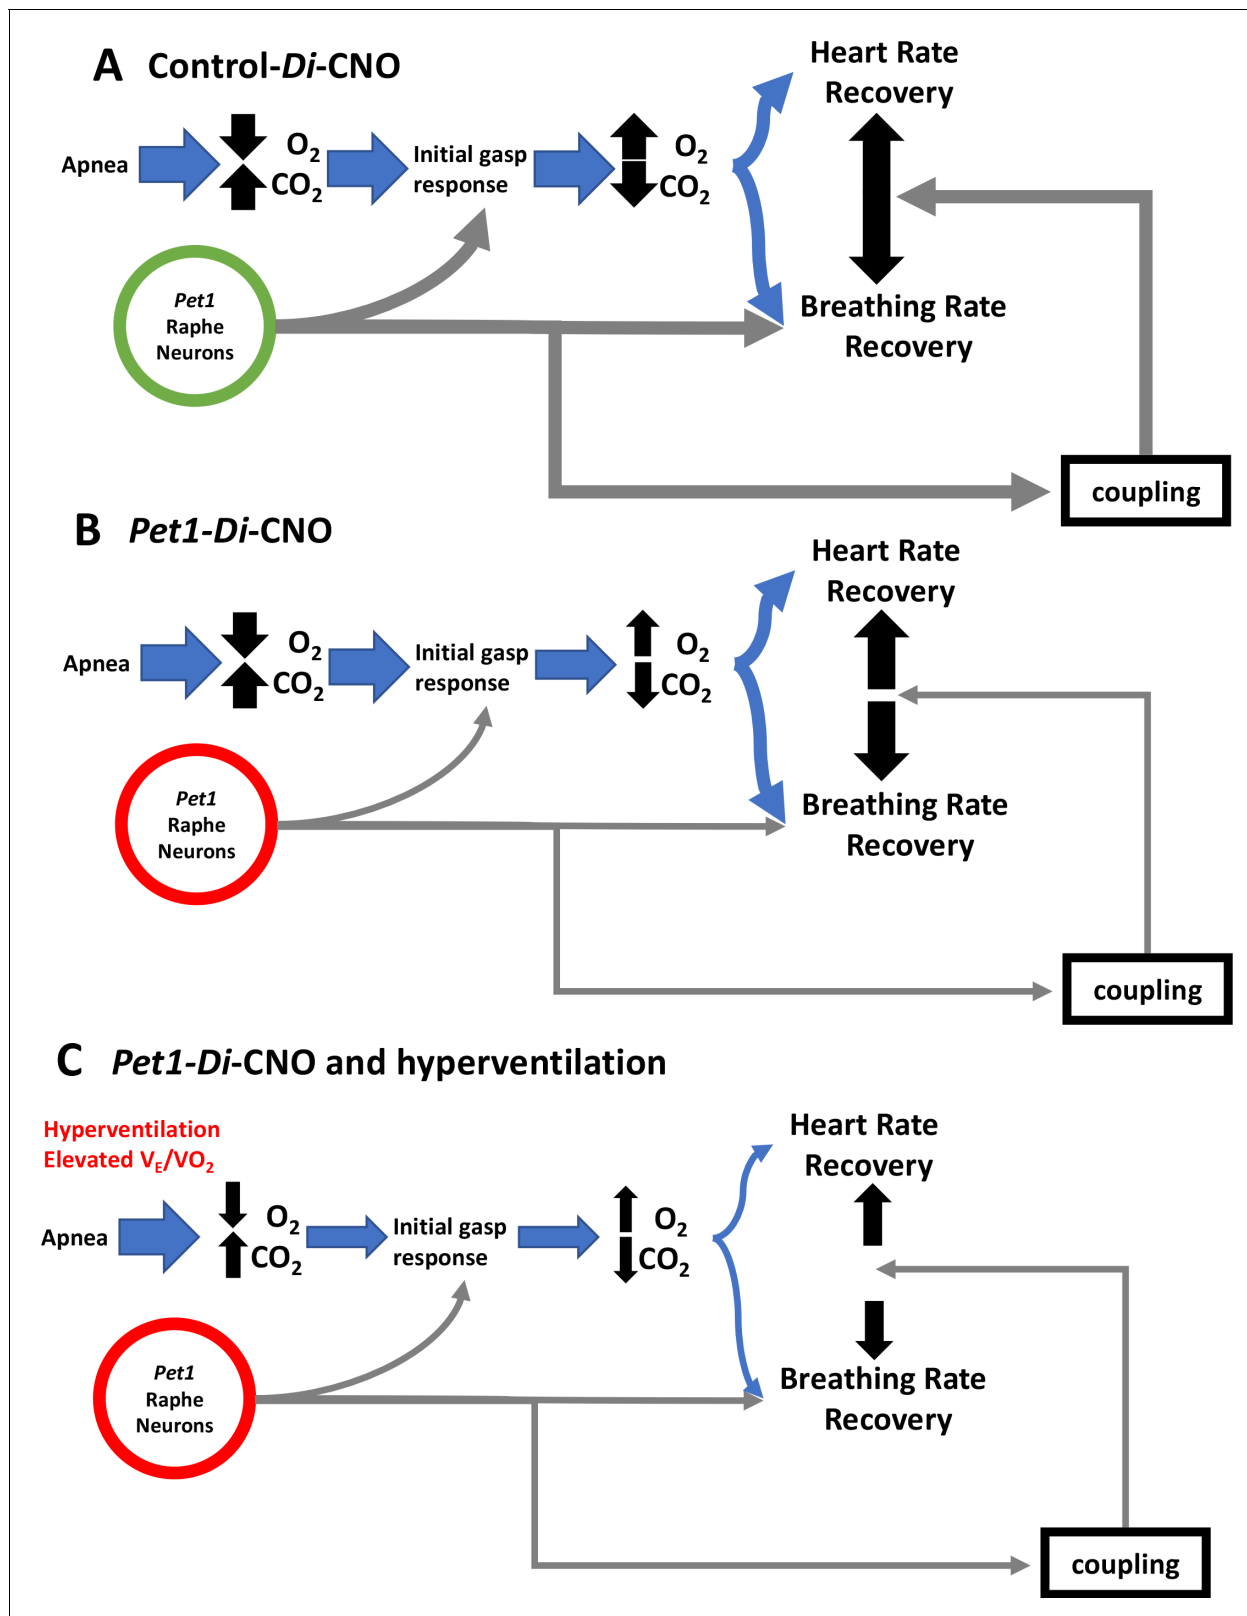 A Control-Di-CNO
Heart Rate
Recovery
Apnea
O2
CO2
Initial gasp
response
O2
CO2
Pet1
Raphe
Neurons
Breathing Rate
Recovery
coupling
B Pet1-Di-CNO
Heart Rate
Recovery
Apnea
O2
CO2
Initial gasp
response
O2
CO2
Pet1
Raphe
Neurons
Breathing Rate
Recovery
coupling
C Pet1-Di-CNO and hyperventilation
Hyperventilation
Elevated VE/VO2
Heart Rate
Recovery
Apnea
O2
CO2
Initial gasp
response
O2
CO2
Pet1
Raphe
Neurons
Breathing Rate
Recovery
coupling